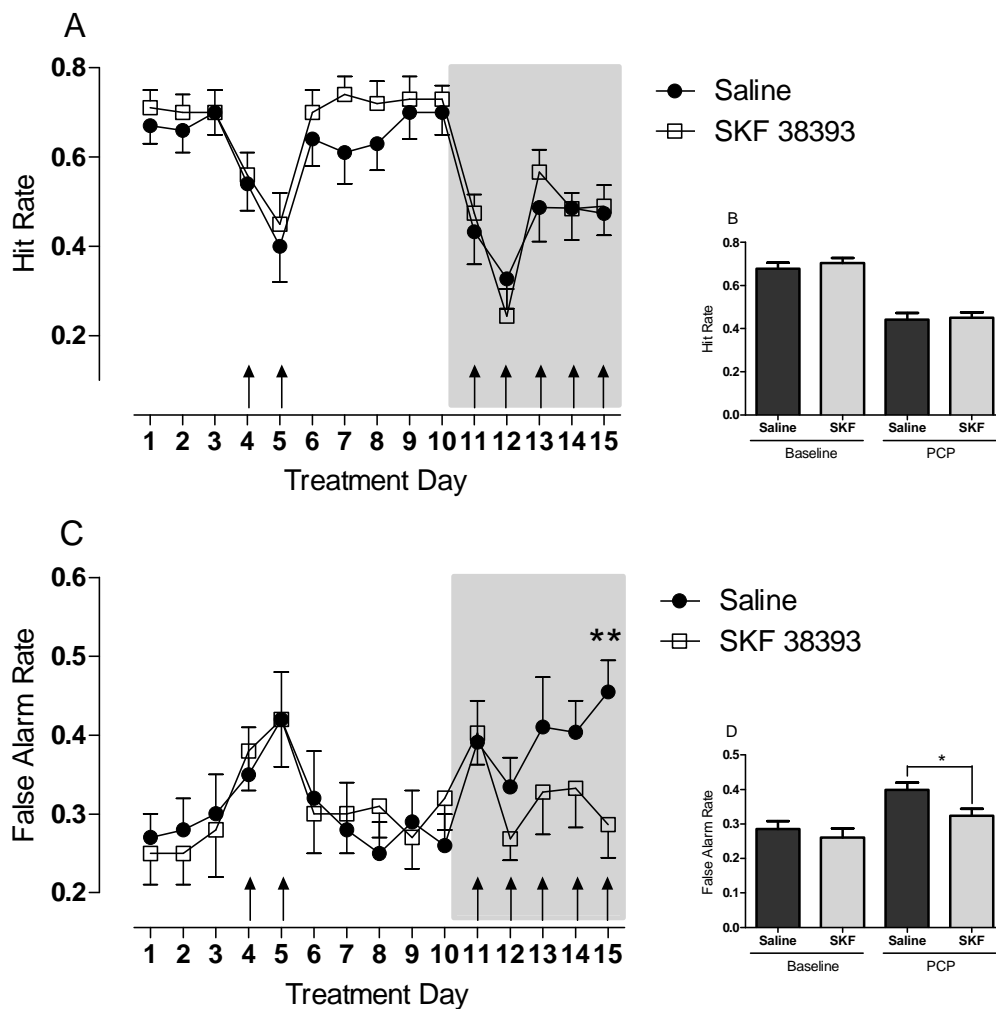 A
Hit Rate
0.8
0.6
0.4
0.2
1 2 3 4 5 6 7 8 9 10 11 12 13 14 15
Treatment Day
Saline
SKF 38393
B
Hit Rate
0.8
0.6
0.4
0.2
0.0
Saline SKF Saline SKF
Baseline PCP
C
False Alarm Rate
0.6
0.5
0.4
0.3
0.2
**
1 2 3 4 5 6 7 8 9 10 11 12 13 14 15
Treatment Day
Saline
SKF 38393
D
False Alarm Rate
0.5
0.4
0.3
0.2
0.1
0.0
*
Saline SKF Saline SKF
Baseline PCP